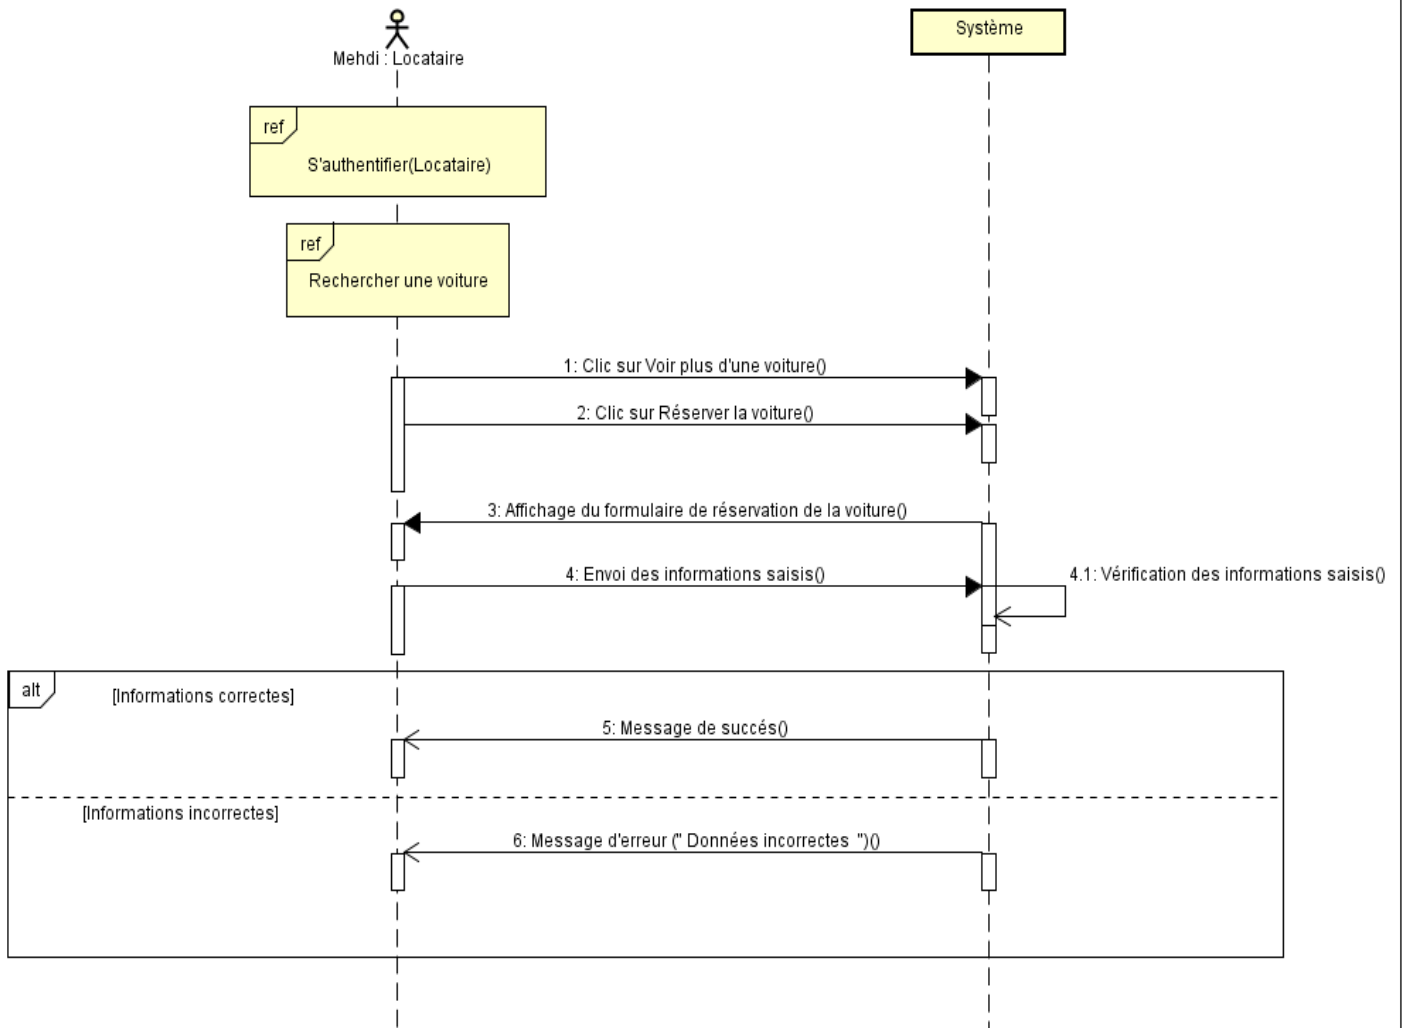 Mehdi : Locataire
Système
ref
S'authentifier(Locataire)
ref
Rechercher une voiture
1: Clic sur Voir plus d'une voiture()
2: Clic sur Réserver la voiture()
3: Affichage du formulaire de réservation de la voiture()
4: Envoi des informations saisis()
4.1: Vérification des informations saisis()
alt
[Informations correctes]
5: Message de succés()
[Informations incorrectes]
6: Message d'erreur (" Données incorrectes ")()